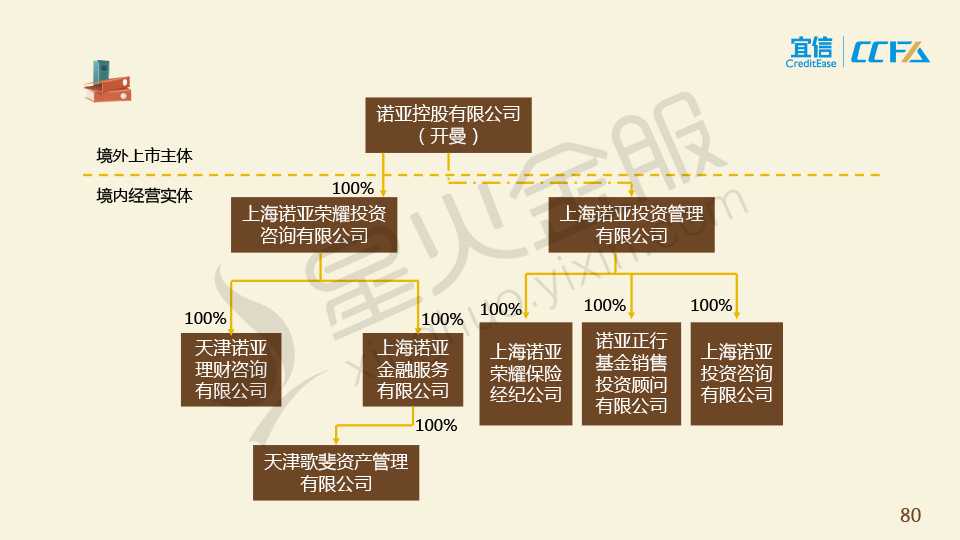 宜信
CreditEase
CCFA
诺亚控股有限公司
（开曼）
境外上市主体
境内经营实体
100%
上海诺亚荣耀投资
咨询有限公司
上海诺亚投资管理
有限公司
100%
100%
100%
100%
100%
天津诺亚
理财咨询
有限公司
上海诺亚
金融服务
有限公司
上海诺亚
荣耀保险
经纪公司
诺亚正行
基金销售
投资顾问
有限公司
上海诺亚
投资咨询
有限公司
100%
天津歌斐资产管理
有限公司
星火金服
xinghuo.yixin.com
80